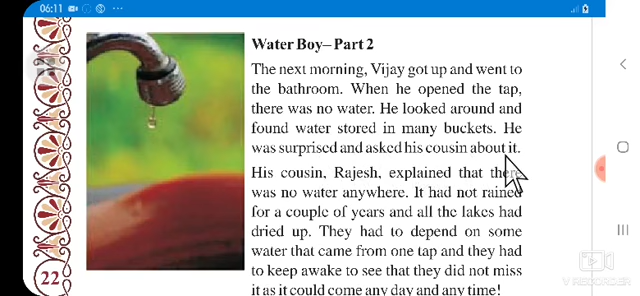 06:11
Water Boy– Part 2
The next morning, Vijay got up and went to
the bathroom. When he opened the tap,
there was no water. He looked around and
found water stored in many buckets. He
was surprised and asked his cousin about it.
His cousin, Rajesh, explained that there
was no water anywhere. It had not rained
for a couple of years and all the lakes had
dried up. They had to depend on some
water that came from one tap and they had
to keep awake to see that they did not miss
it as it could come any day and any time!
22
V RECORDER